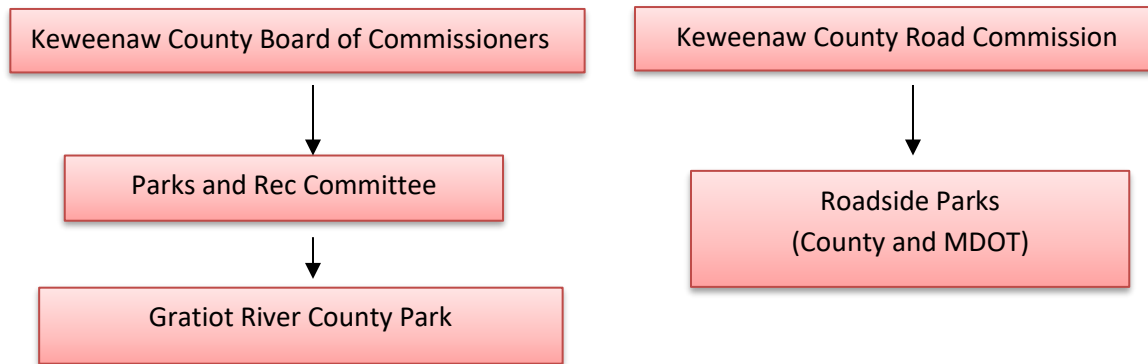 Keweenaw County Board of Commissioners
Parks and Rec Committee
Gratiot River County Park
Keweenaw County Road Commission
Roadside Parks
(County and MDOT)